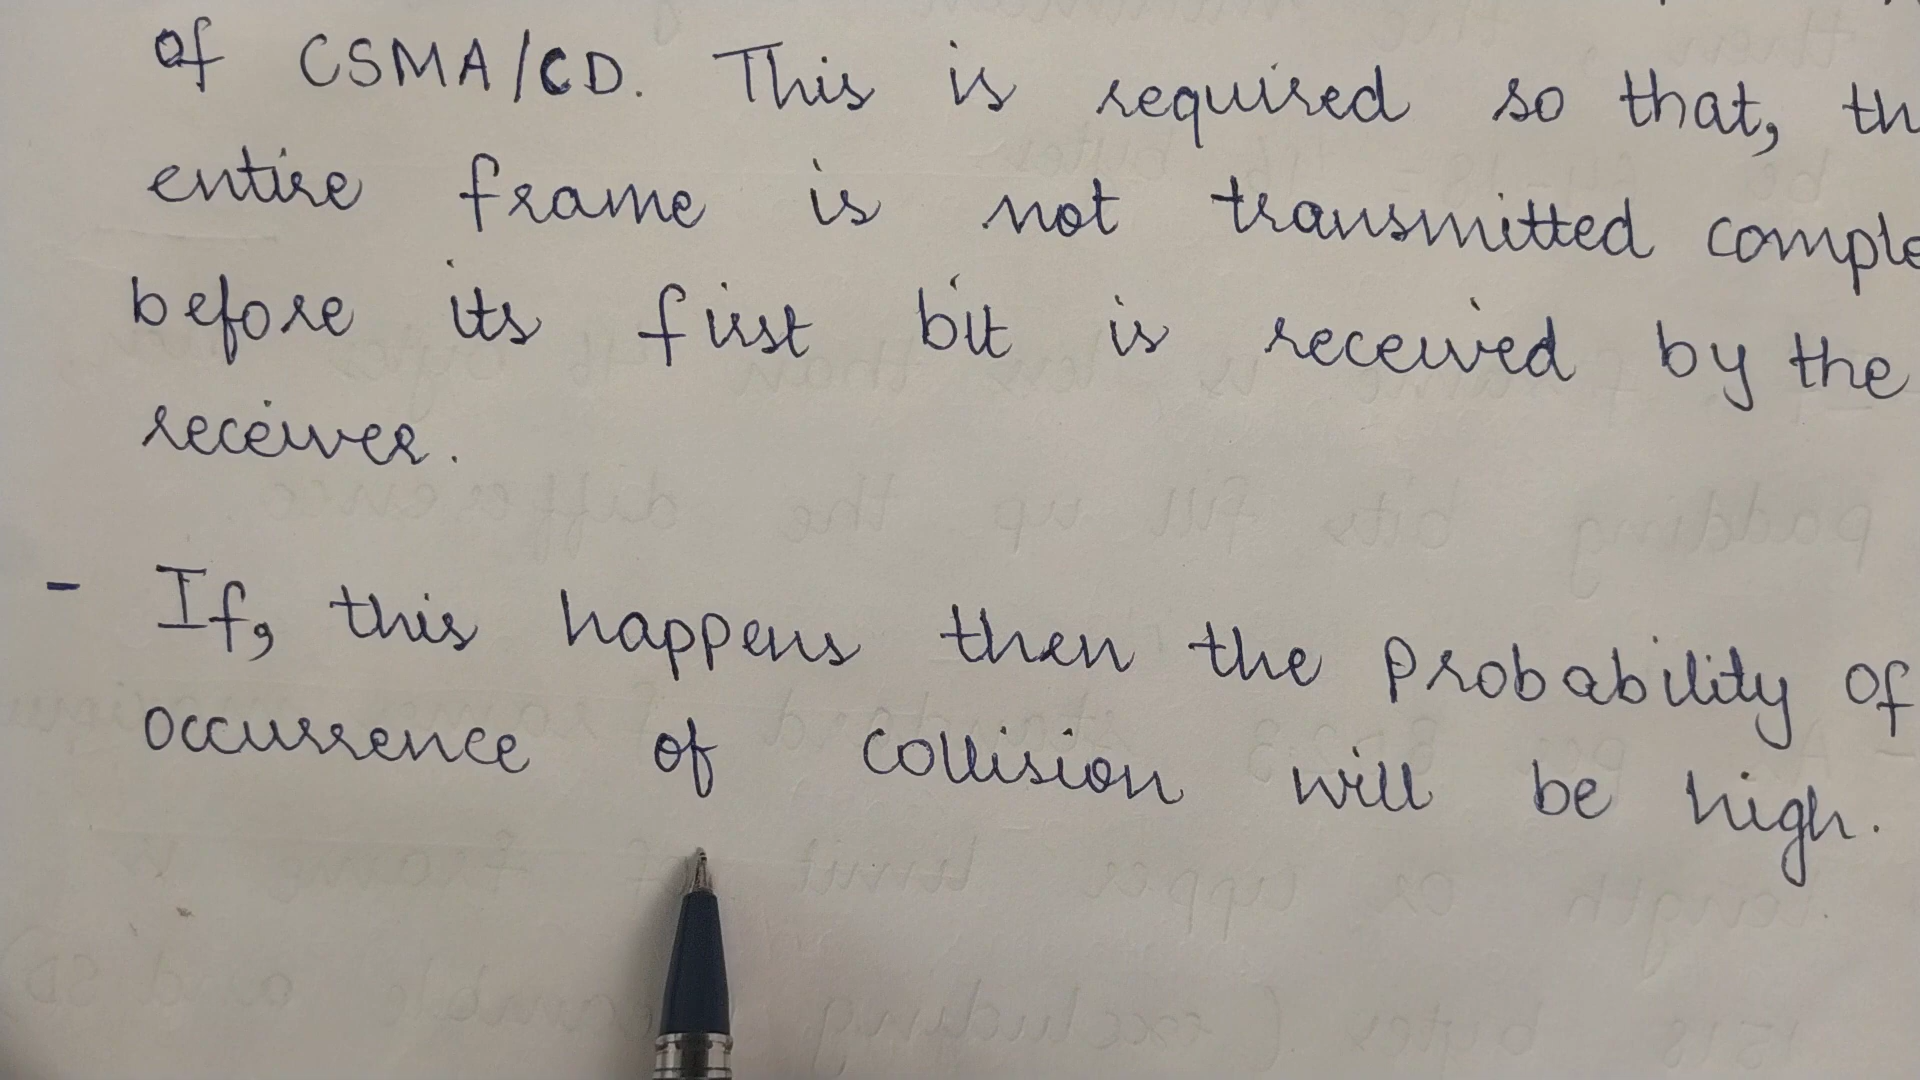 of CSMA/CD. This is required so that, th
entire frame is not transmitted comple
before its first bit is received by the
receiver.
- If, this happens then the probability of
occurrence of collision will be high.